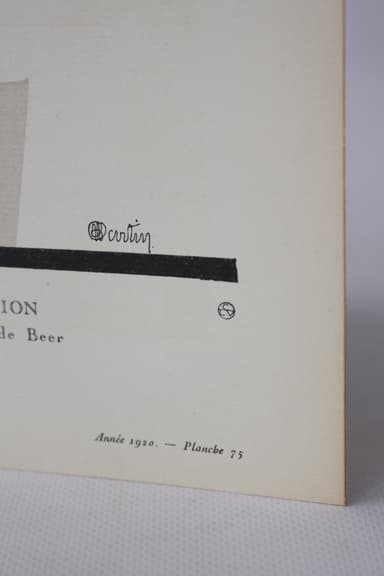 Martin
ION
de Beer
Année 1920. — Planche 75